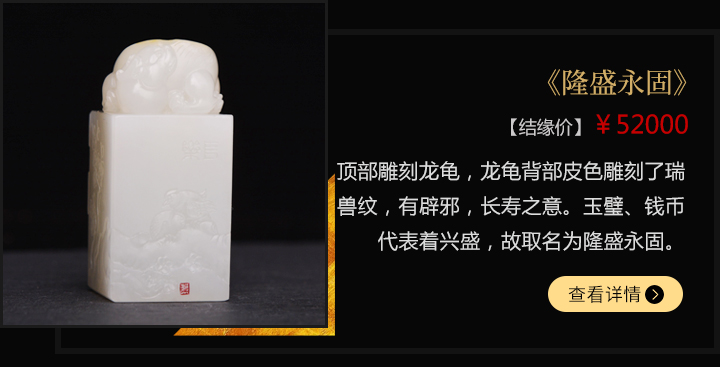 《隆盛永固》
【结缘价】￥52000
顶部雕刻龙龟，龙龟背部皮色雕刻了瑞
兽纹，有辟邪，长寿之意。玉璧、钱币
代表着兴盛，故取名为隆盛永固。
查看详情